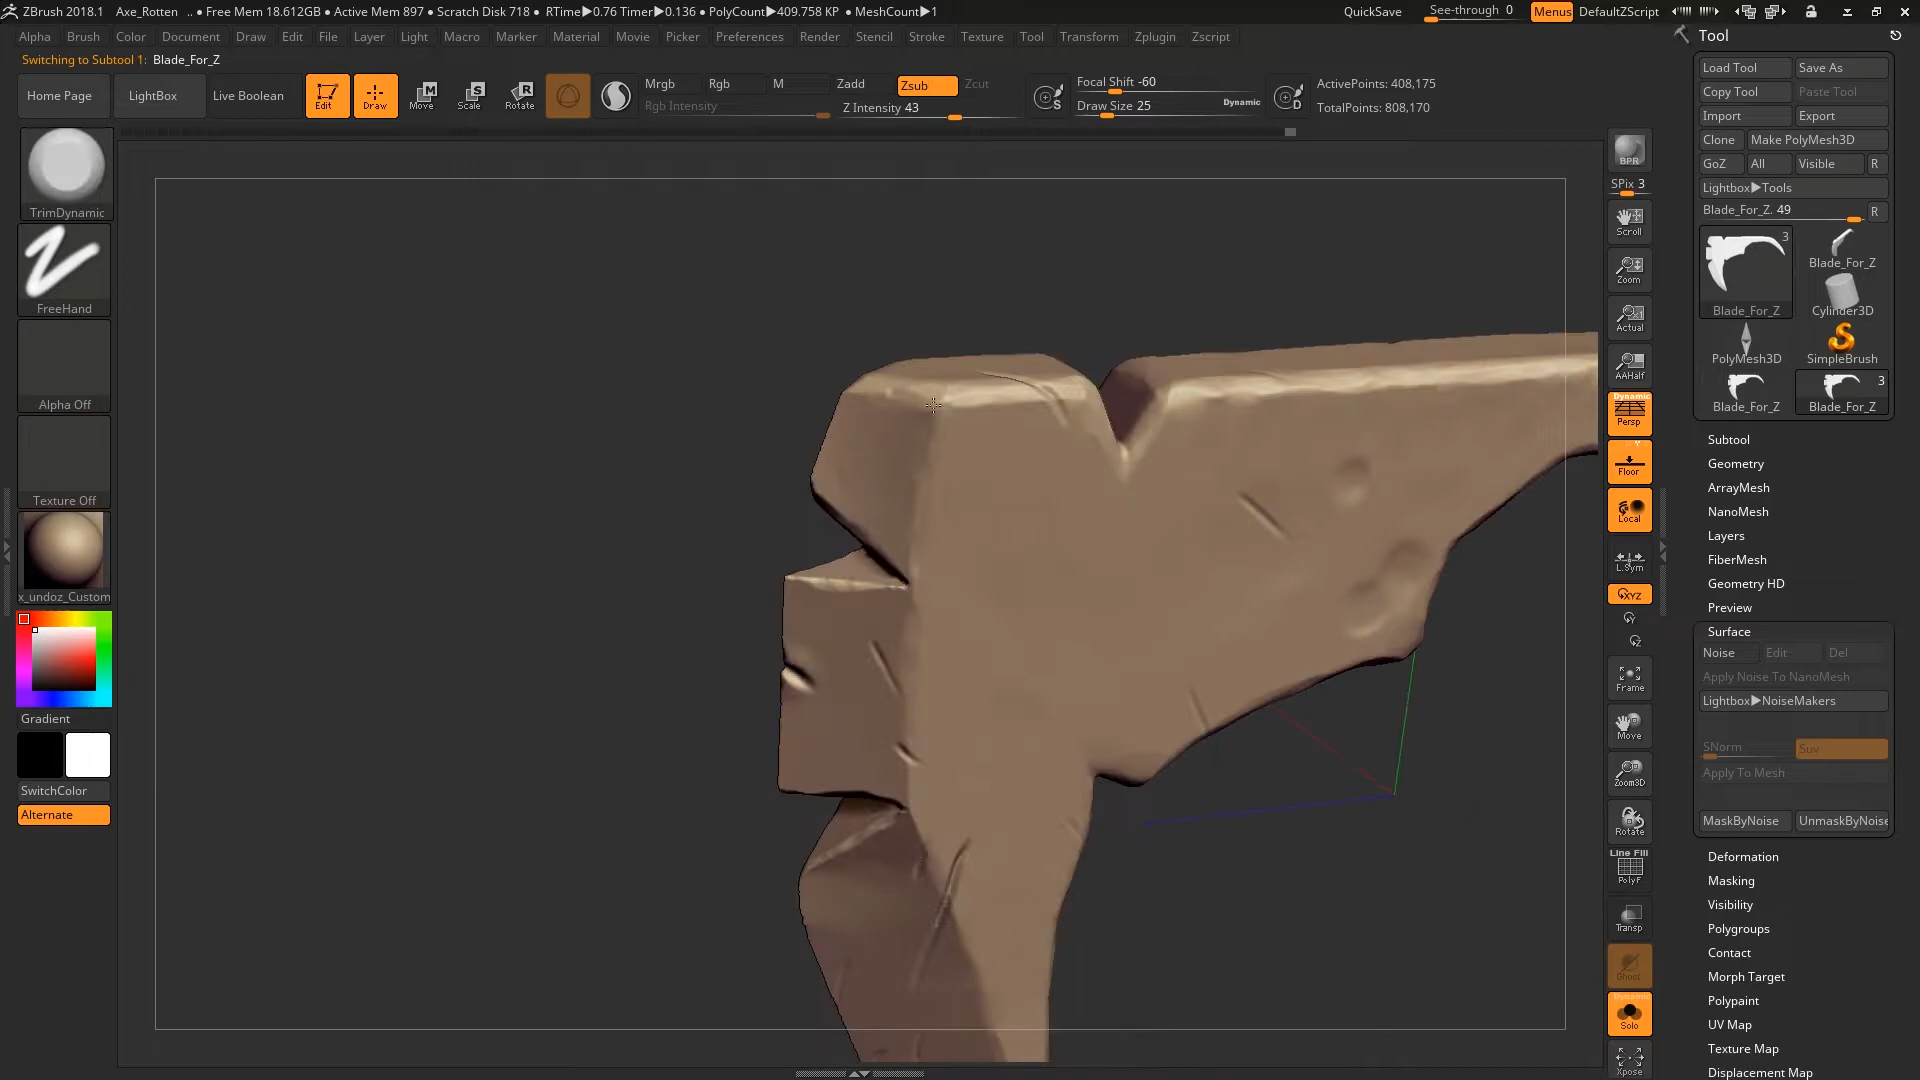 ZBrush 2018.1 Axe_Rotten .. ● Free Mem 18.612GB ● Active Mem 897 ● Scratch Disk 718 ● RTime▶0.76 Timer▶0.136 ● PolyCount▶409.758 KP ● MeshCount▶1 QuickSave See-through 0 Menus DefaultZScript
Alpha Brush Color Document Draw Edit File Layer Light Macro Marker Material Movie Picker Preferences Render Stencil Stroke Texture Tool Transform Zplugin Zscript
Switching to Subtool 1: Blade_For_Z
Home Page LightBox Live Boolean Edit Draw Move Scale Rotate
Mrgb Rgb M Zadd Zsub Zcut
Rgb Intensity Z Intensity 43
Focal Shift -60
Draw Size 25 Dynamic
S
D
ActivePoints: 408,175
TotalPoints: 808,170
TrimDynamic
FreeHand
Alpha Off
Texture Off
x_undoz_Custom
Gradient
SwitchColor
Alternate
BPR
SPix 3
Scroll
Zoom
Actual
AAHalf
Dynamic
Persp
Floor
Local
L.Sym
XYZ
Y
Z
Frame
Move
Zoom3D
Rotate
Line Fill
PolyF
Transp
Ghost
Dynamic
Solo
Xpose
Tool
Load Tool Save As
Copy Tool Paste Tool
Import Export
Clone Make PolyMesh3D
GoZ All Visible R
Lightbox▶Tools
Blade_For_Z. 49 R
3
Blade_For_Z
Blade_For_Z
Cylinder3D
PolyMesh3D SimpleBrush
3
Blade_For_Z Blade_For_Z
Subtool
Geometry
ArrayMesh
NanoMesh
Layers
FiberMesh
Geometry HD
Preview
Surface
Noise Edit Del
Apply Noise To NanoMesh
Lightbox▶NoiseMakers
SNorm Suv
Apply To Mesh
MaskByNoise UnmaskByNoise
Deformation
Masking
Visibility
Polygroups
Contact
Morph Target
Polypaint
UV Map
Texture Map
Displacement Map